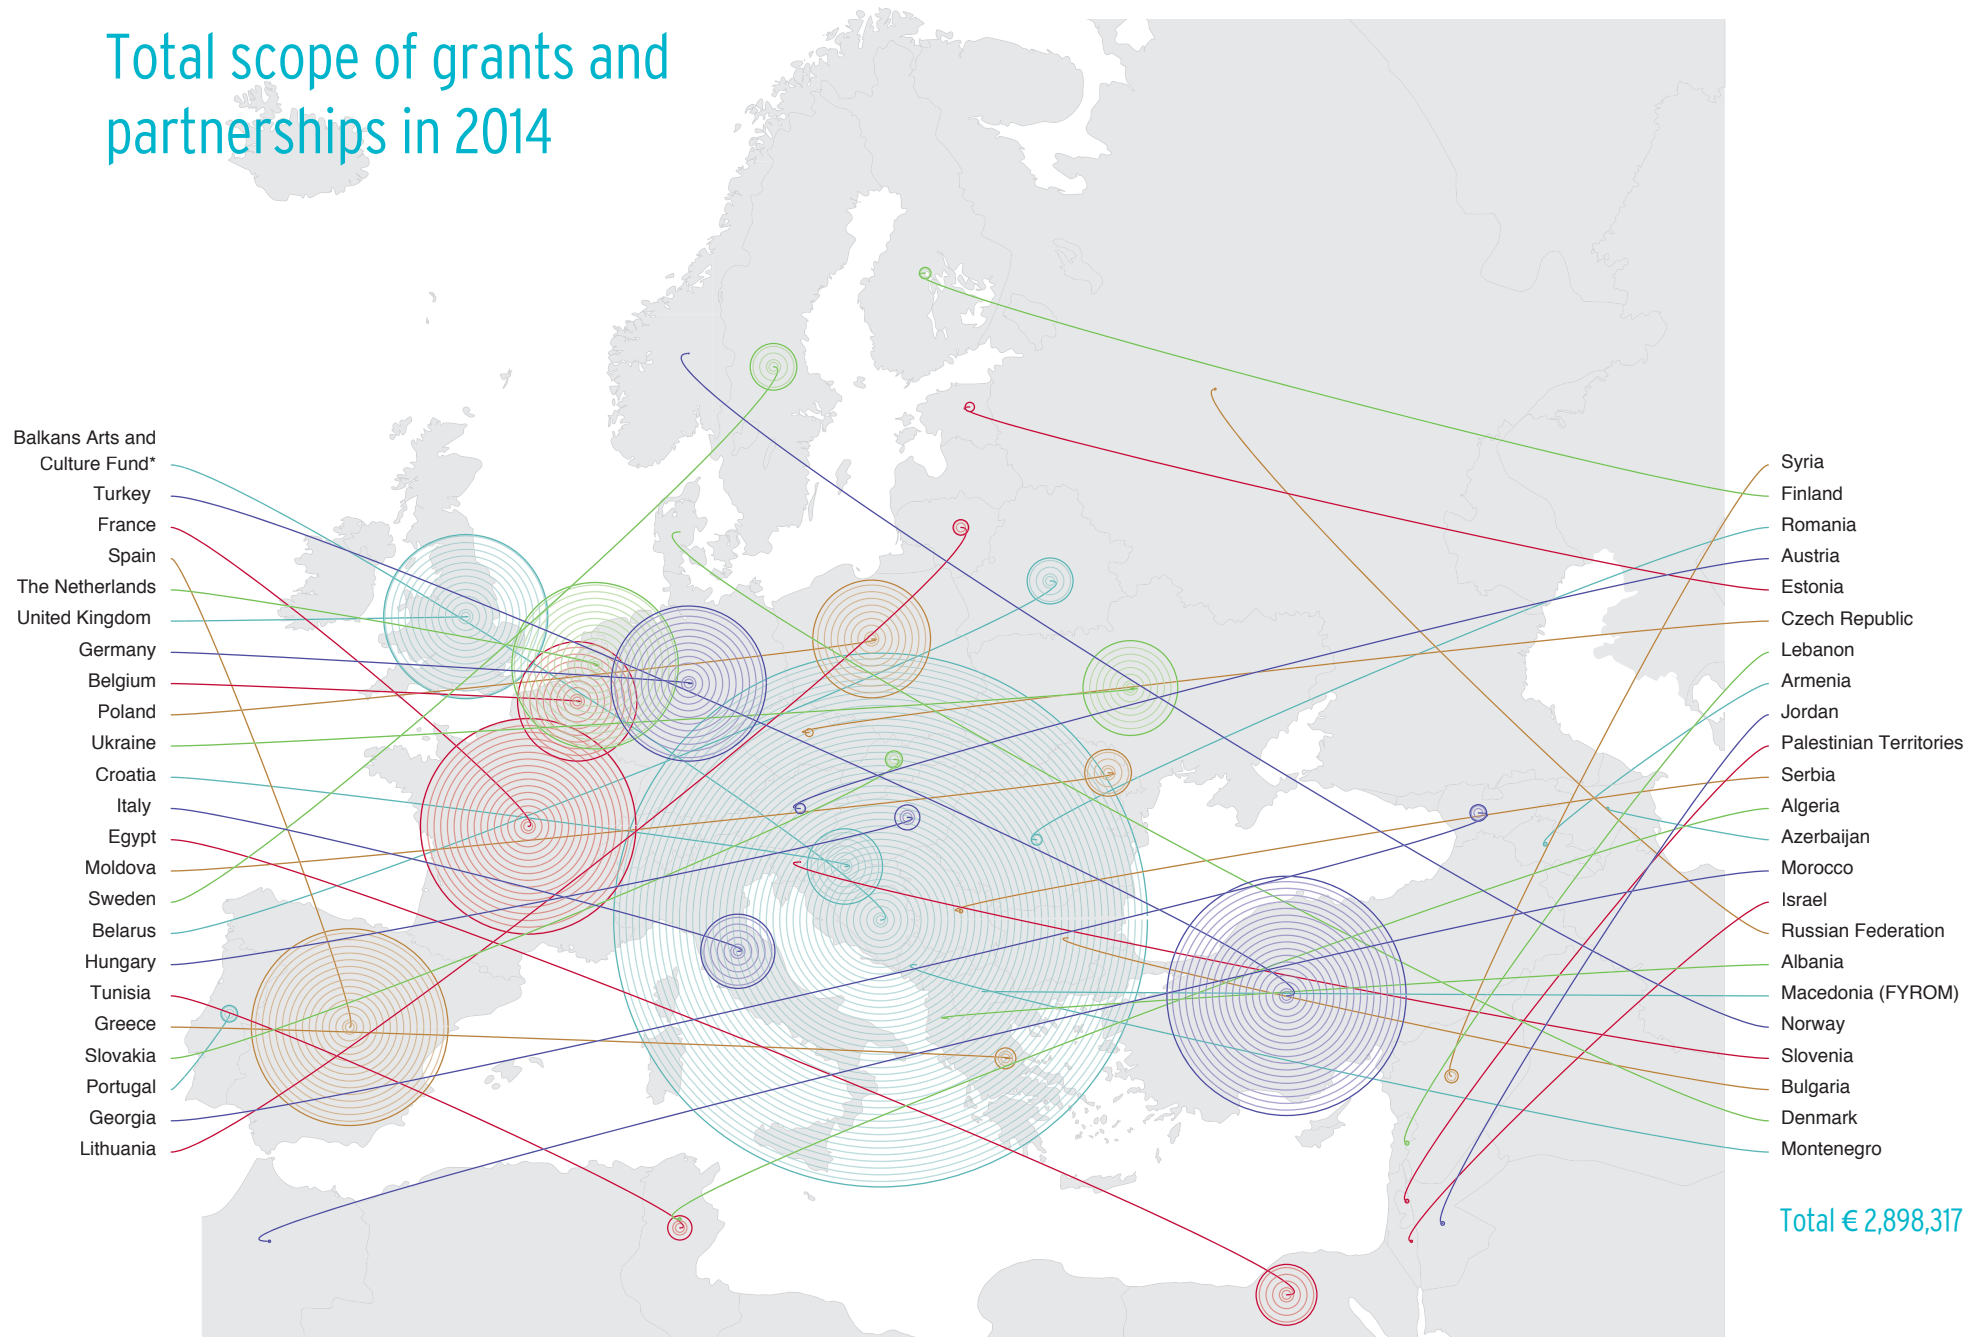 Total scope of grants and
partnerships in 2014
Balkans Arts and
Culture Fund*
Turkey
France
Spain
The Netherlands
United Kingdom
Germany
Belgium
Poland
Ukraine
Croatia
Italy
Egypt
Moldova
Sweden
Belarus
Hungary
Tunisia
Greece
Slovakia
Portugal
Georgia
Lithuania
Syria
Finland
Romania
Austria
Estonia
Czech Republic
Lebanon
Armenia
Jordan
Palestinian Territories
Serbia
Algeria
Azerbaijan
Morocco
Israel
Russian Federation
Albania
Macedonia (FYROM)
Norway
Slovenia
Bulgaria
Denmark
Montenegro
Total € 2,898,317